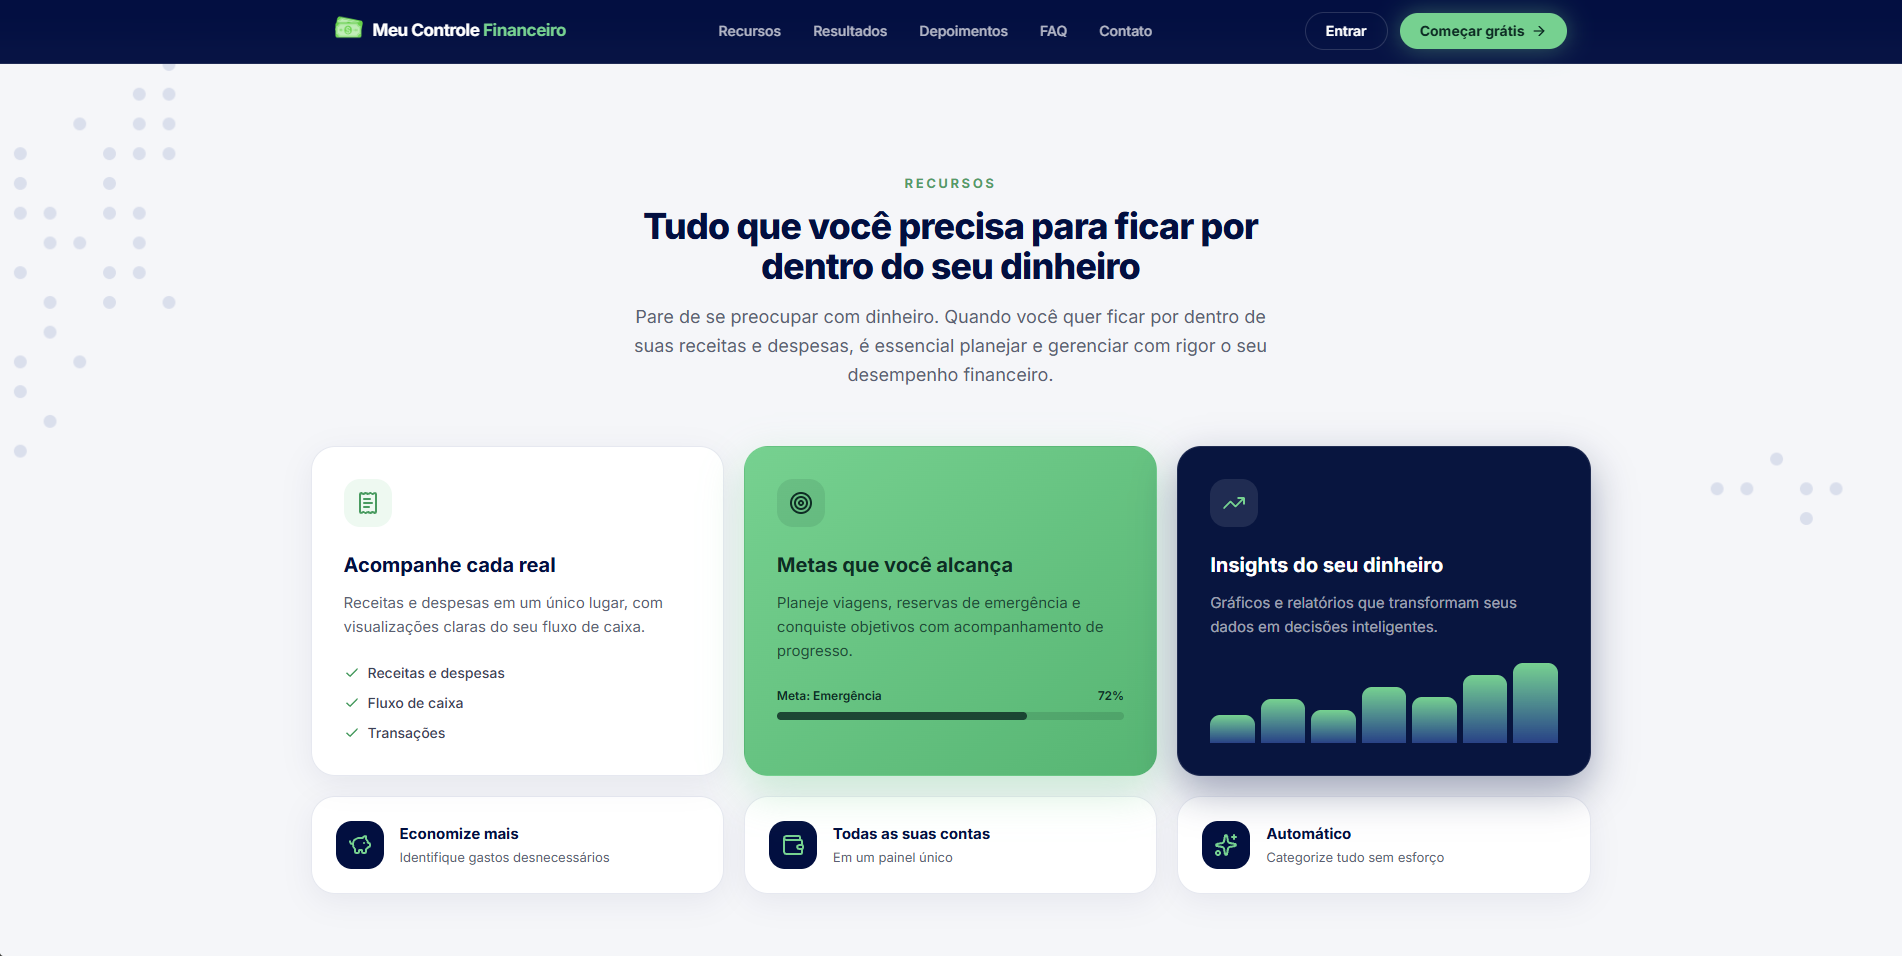 Meu Controle Financeiro
Recursos
Resultados
Depoimentos
FAQ
Contato
Entrar
Começar grátis
RECURSOS
Tudo que você precisa para ficar por
dentro do seu dinheiro
Pare de se preocupar com dinheiro. Quando você quer ficar por dentro de
suas receitas e despesas, é essencial planejar e gerenciar com rigor o seu
desempenho financeiro.
Acompanhe cada real
Receitas e despesas em um único lugar, com
visualizações claras do seu fluxo de caixa.
Receitas e despesas
Fluxo de caixa
Transações
Metas que você alcança
Planeje viagens, reservas de emergência e
conquiste objetivos com acompanhamento de
progresso.
Meta: Emergência 72%
Insights do seu dinheiro
Gráficos e relatórios que transformam seus
dados em decisões inteligentes.
Economize mais
Identifique gastos desnecessários
Todas as suas contas
Em um painel único
Automático
Categorize tudo sem esforço